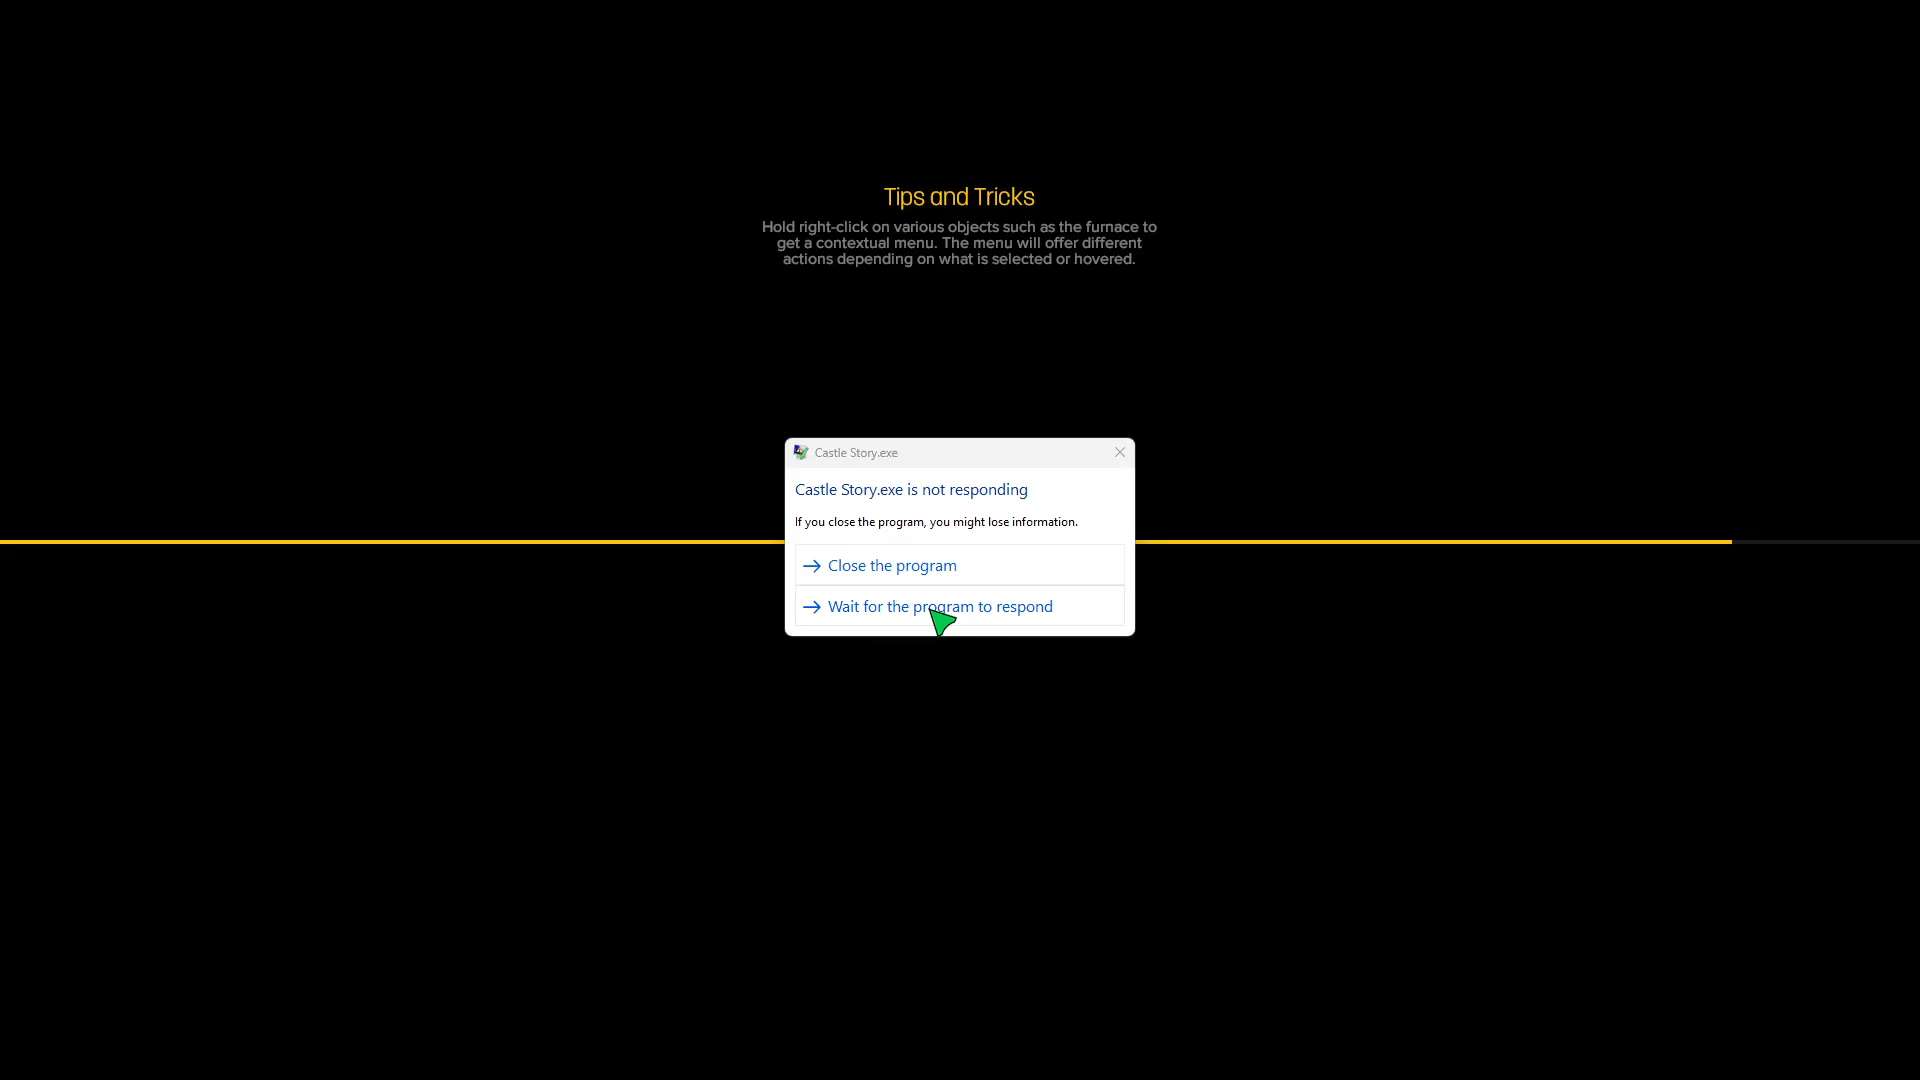 Tips and Tricks
Hold right-click on various objects such as the furnace to
get a contextual menu. The menu will offer different
actions depending on what is selected or hovered.
Castle Story.exe
Castle Story.exe is not responding
If you close the program, you might lose information.
Close the program
Wait for the program to respond